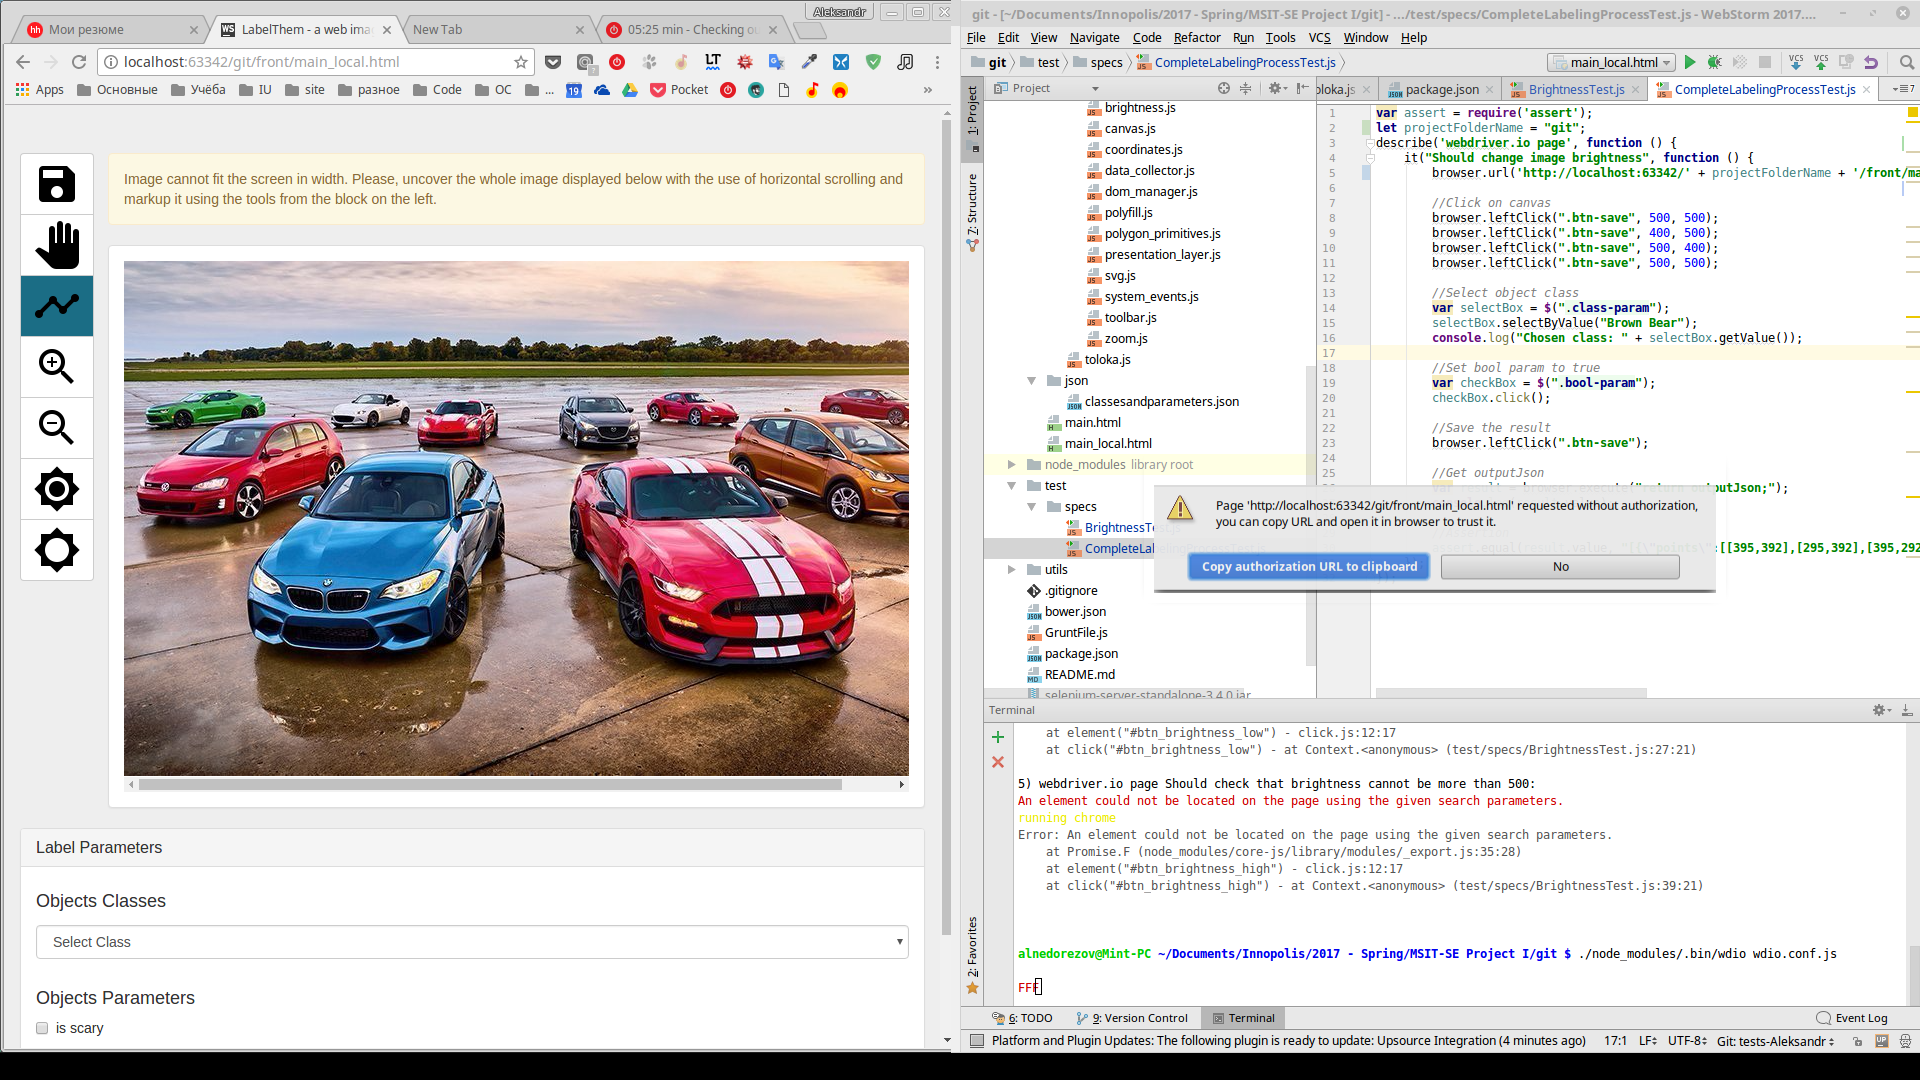 Aleksandr
Мои резюме
LabelThem - a web ima
New Tab
05:25 min - Checking ou
localhost:63342/git/front/main_local.html
Apps
Основные
Учёба
IU
site
разное
Code
ОС
...
19
Pocket
»
Image cannot fit the screen in width. Please, uncover the whole image displayed below with the use of horizontal scrolling and
markup it using the tools from the block on the left.
Label Parameters
Objects Classes
Select Class
Objects Parameters
is scary
git - [~/Documents/Innopolis/2017 - Spring/MSIT-SE Project I/git] - .../test/specs/CompleteLabelingProcessTest.js - WebStorm 2017....
File Edit View Navigate Code Refactor Run Tools VCS Window Help
git test specs CompleteLabelingProcessTest.js
main_local.html
VCS VCS
Project
oloka.js package.json BrightnessTest.js CompleteLabelingProcessTest.js
1: Project
7: Structure
2: Favorites
brightness.js
canvas.js
coordinates.js
data_collector.js
dom_manager.js
polyfill.js
polygon_primitives.js
presentation_layer.js
svg.js
system_events.js
toolbar.js
zoom.js
toloka.js
json
classesandparameters.json
main.html
main_local.html
node_modules library root
test
specs
BrightnessTe
CompleteLab
utils
.gitignore
bower.json
GruntFile.js
package.json
README.md
selenium-server-standalone-3.4.0.jar
1 var assert = require('assert');
2 let projectFolderName = "git";
3 describe('webdriver.io page', function () {
4 it("Should change image brightness", function () {
5 browser.url('http://localhost:63342/' + projectFolderName + '/front/ma
6
7 //Click on canvas
8 browser.leftClick(".btn-save", 500, 500);
9 browser.leftClick(".btn-save", 400, 500);
10 browser.leftClick(".btn-save", 500, 400);
11 browser.leftClick(".btn-save", 500, 500);
12
13 //Select object class
14 var selectBox = $(".class-param");
15 selectBox.selectByValue("Brown Bear");
16 console.log("Chosen class: " + selectBox.getValue());
17
18 //Set bool param to true
19 var checkBox = $(".bool-param");
20 checkBox.click();
21
22 //Save the result
23 browser.leftClick(".btn-save");
24
25 //Get outputJson
:[[395,392],[295,392],[395,292
Page 'http://localhost:63342/git/front/main_local.html' requested without authorization,
you can copy URL and open it in browser to trust it.
Copy authorization URL to clipboard
No
Terminal
at element("#btn_brightness_low") - click.js:12:17
at click("#btn_brightness_low") - at Context.<anonymous> (test/specs/BrightnessTest.js:27:21)
5) webdriver.io page Should check that brightness cannot be more than 500:
An element could not be located on the page using the given search parameters.
running chrome
Error: An element could not be located on the page using the given search parameters.
at Promise.F (node_modules/core-js/library/modules/_export.js:35:28)
at element("#btn_brightness_high") - click.js:12:17
at click("#btn_brightness_high") - at Context.<anonymous> (test/specs/BrightnessTest.js:39:21)
alnedorezov@Mint-PC ~/Documents/Innopolis/2017 - Spring/MSIT-SE Project I/git $ ./node_modules/.bin/wdio wdio.conf.js
FFF
6: TODO
9: Version Control
Terminal
Event Log
Platform and Plugin Updates: The following plugin is ready to update: Upsource Integration (4 minutes ago)
17:1 LF UTF-8 Git: tests-Aleksandr